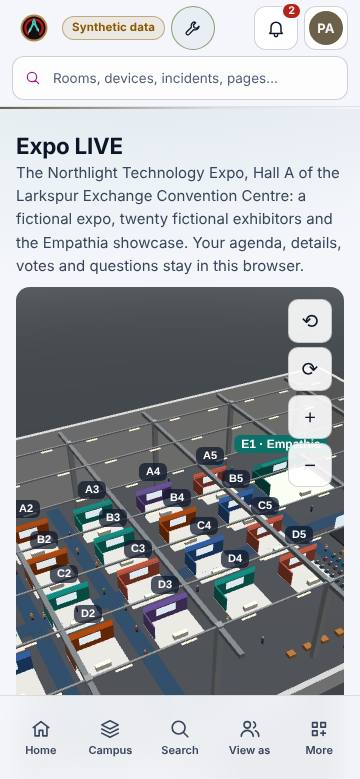 Synthetic data
2
PA
Rooms, devices, incidents, pages...
Expo LIVE
The Northlight Technology Expo, Hall A of the
Larkspur Exchange Convention Centre: a
fictional expo, twenty fictional exhibitors and
the Empathia showcase. Your agenda, details,
votes and questions stay in this browser.
E1 · Empathia
A5
A4
B5
A3
B4
C5
A2
B3
C4
D5
B2
C3
D4
C2
D3
D2
Home
Campus
Search
View as
More